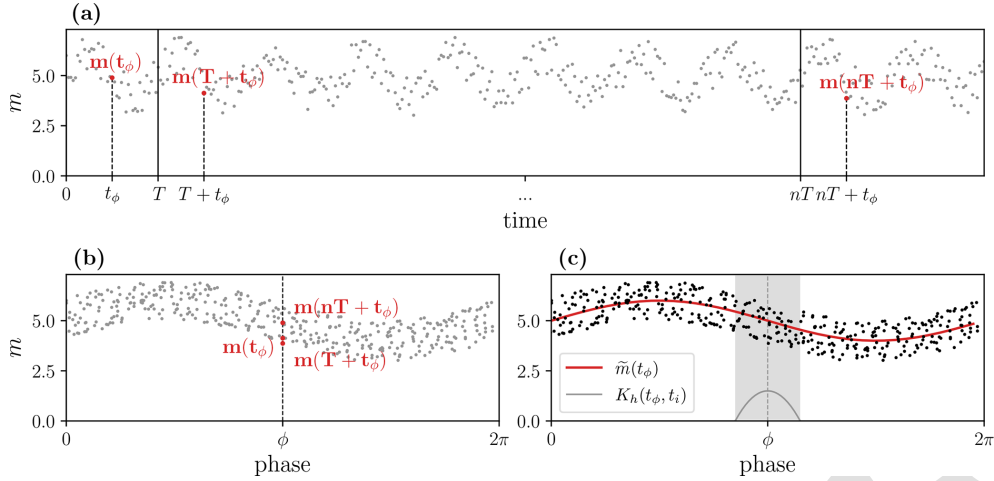 (a)
m
5.0
2.5
0.0
m(t_ϕ)
m(T + t_ϕ)
m(nT + t_ϕ)
0
t_ϕ
T
T + t_ϕ
...
nT
nT + t_ϕ
time
(b)
m
5.0
2.5
0.0
m(nT + t_ϕ)
m(t_ϕ)
m(T + t_ϕ)
0
ϕ
2π
phase
(c)
5.0
2.5
0.0
m̃(t_ϕ)
K_h(t_ϕ, t_i)
0
ϕ
2π
phase